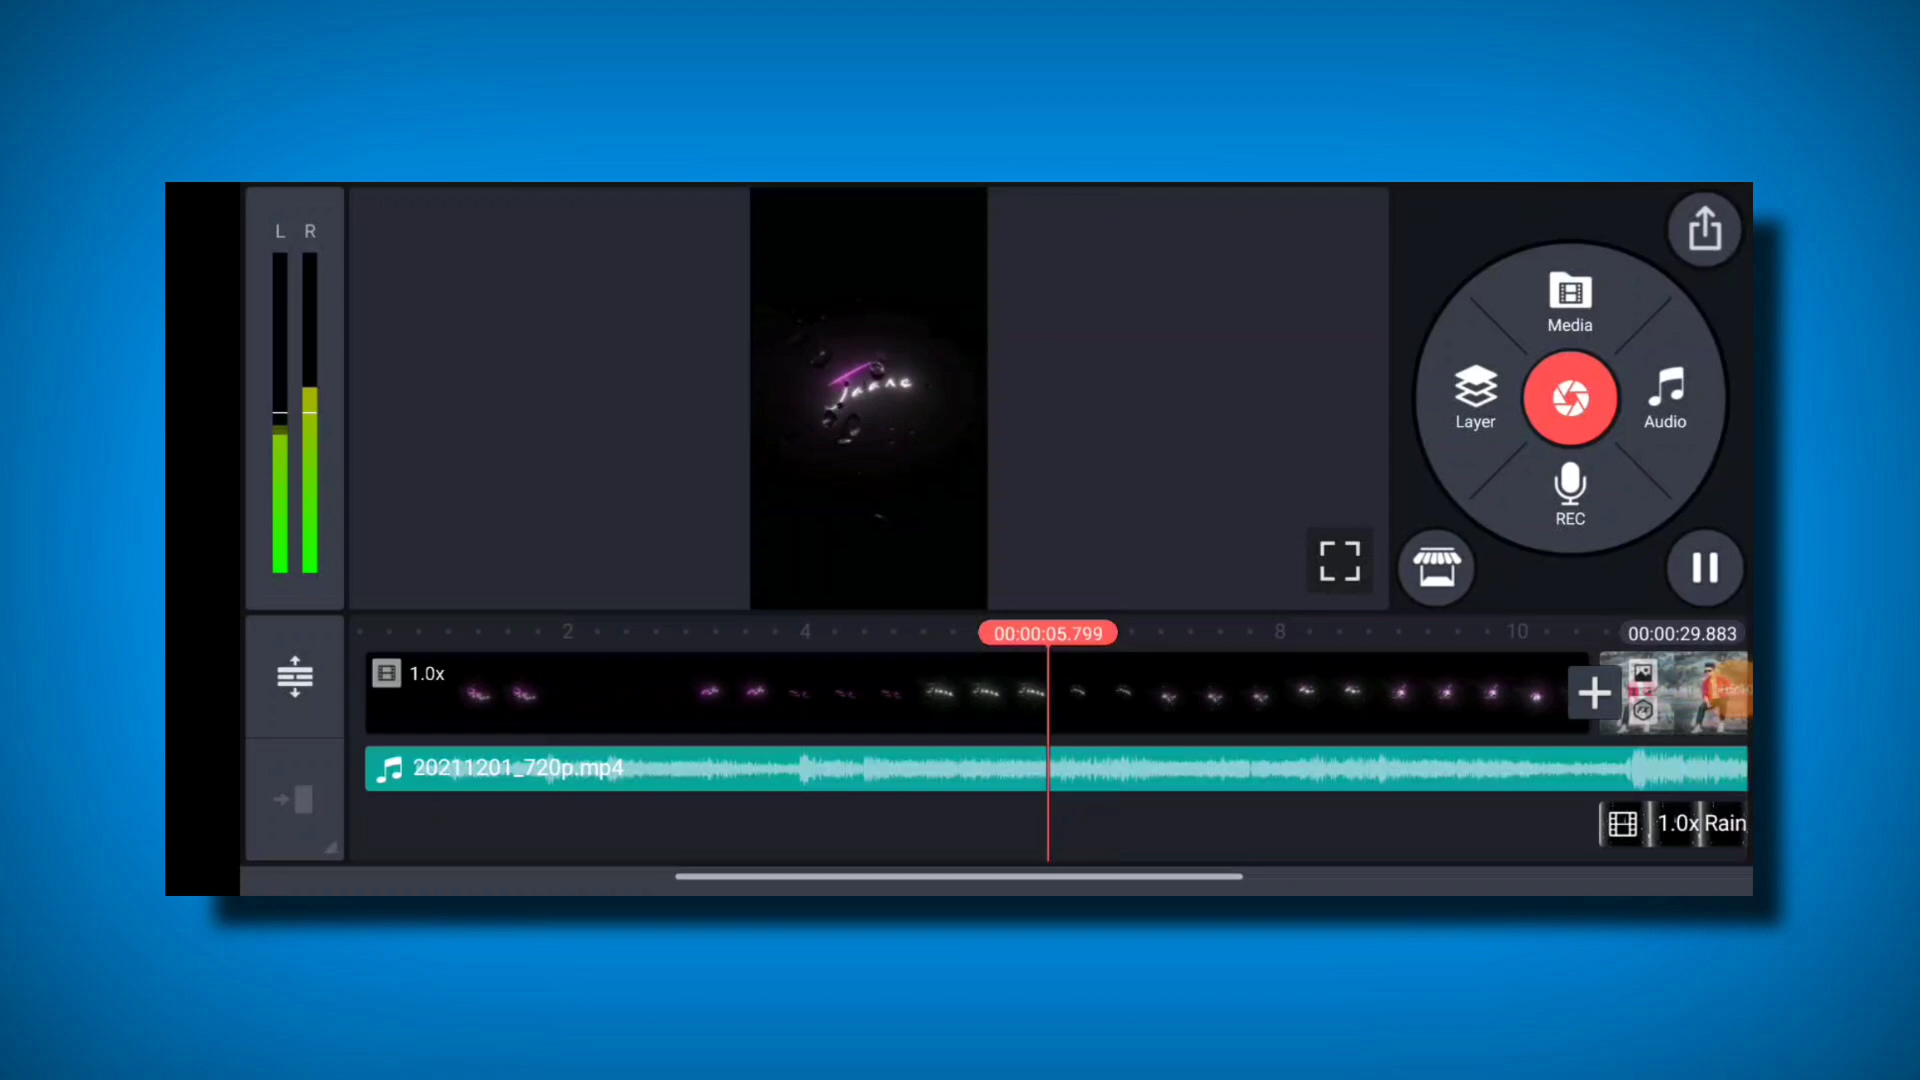 L R
Media
Layer
Audio
REC
Jaane
2
4
00:00:05.799
8
10
00:00:29.883
1.0x
20211201_720p.mp4
1.0x Rain